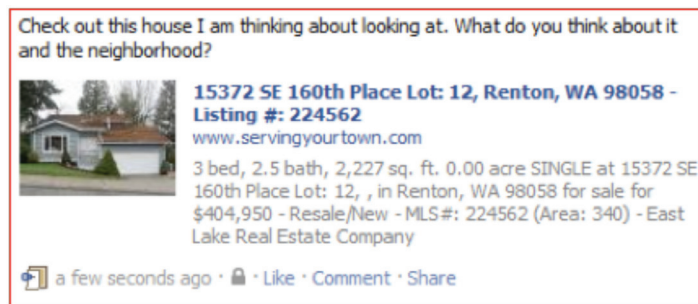 Check out this house I am thinking about looking at. What do you think about it
and the neighborhood?
15372 SE 160th Place Lot: 12, Renton, WA 98058 -
Listing #: 224562
www.servingyourtown.com
3 bed, 2.5 bath, 2,227 sq. ft. 0.00 acre SINGLE at 15372 SE
160th Place Lot: 12, , in Renton, WA 98058 for sale for
$404,950 - Resale/New - MLS#: 224562 (Area: 340) - East
Lake Real Estate Company
a few seconds ago · Like · Comment · Share